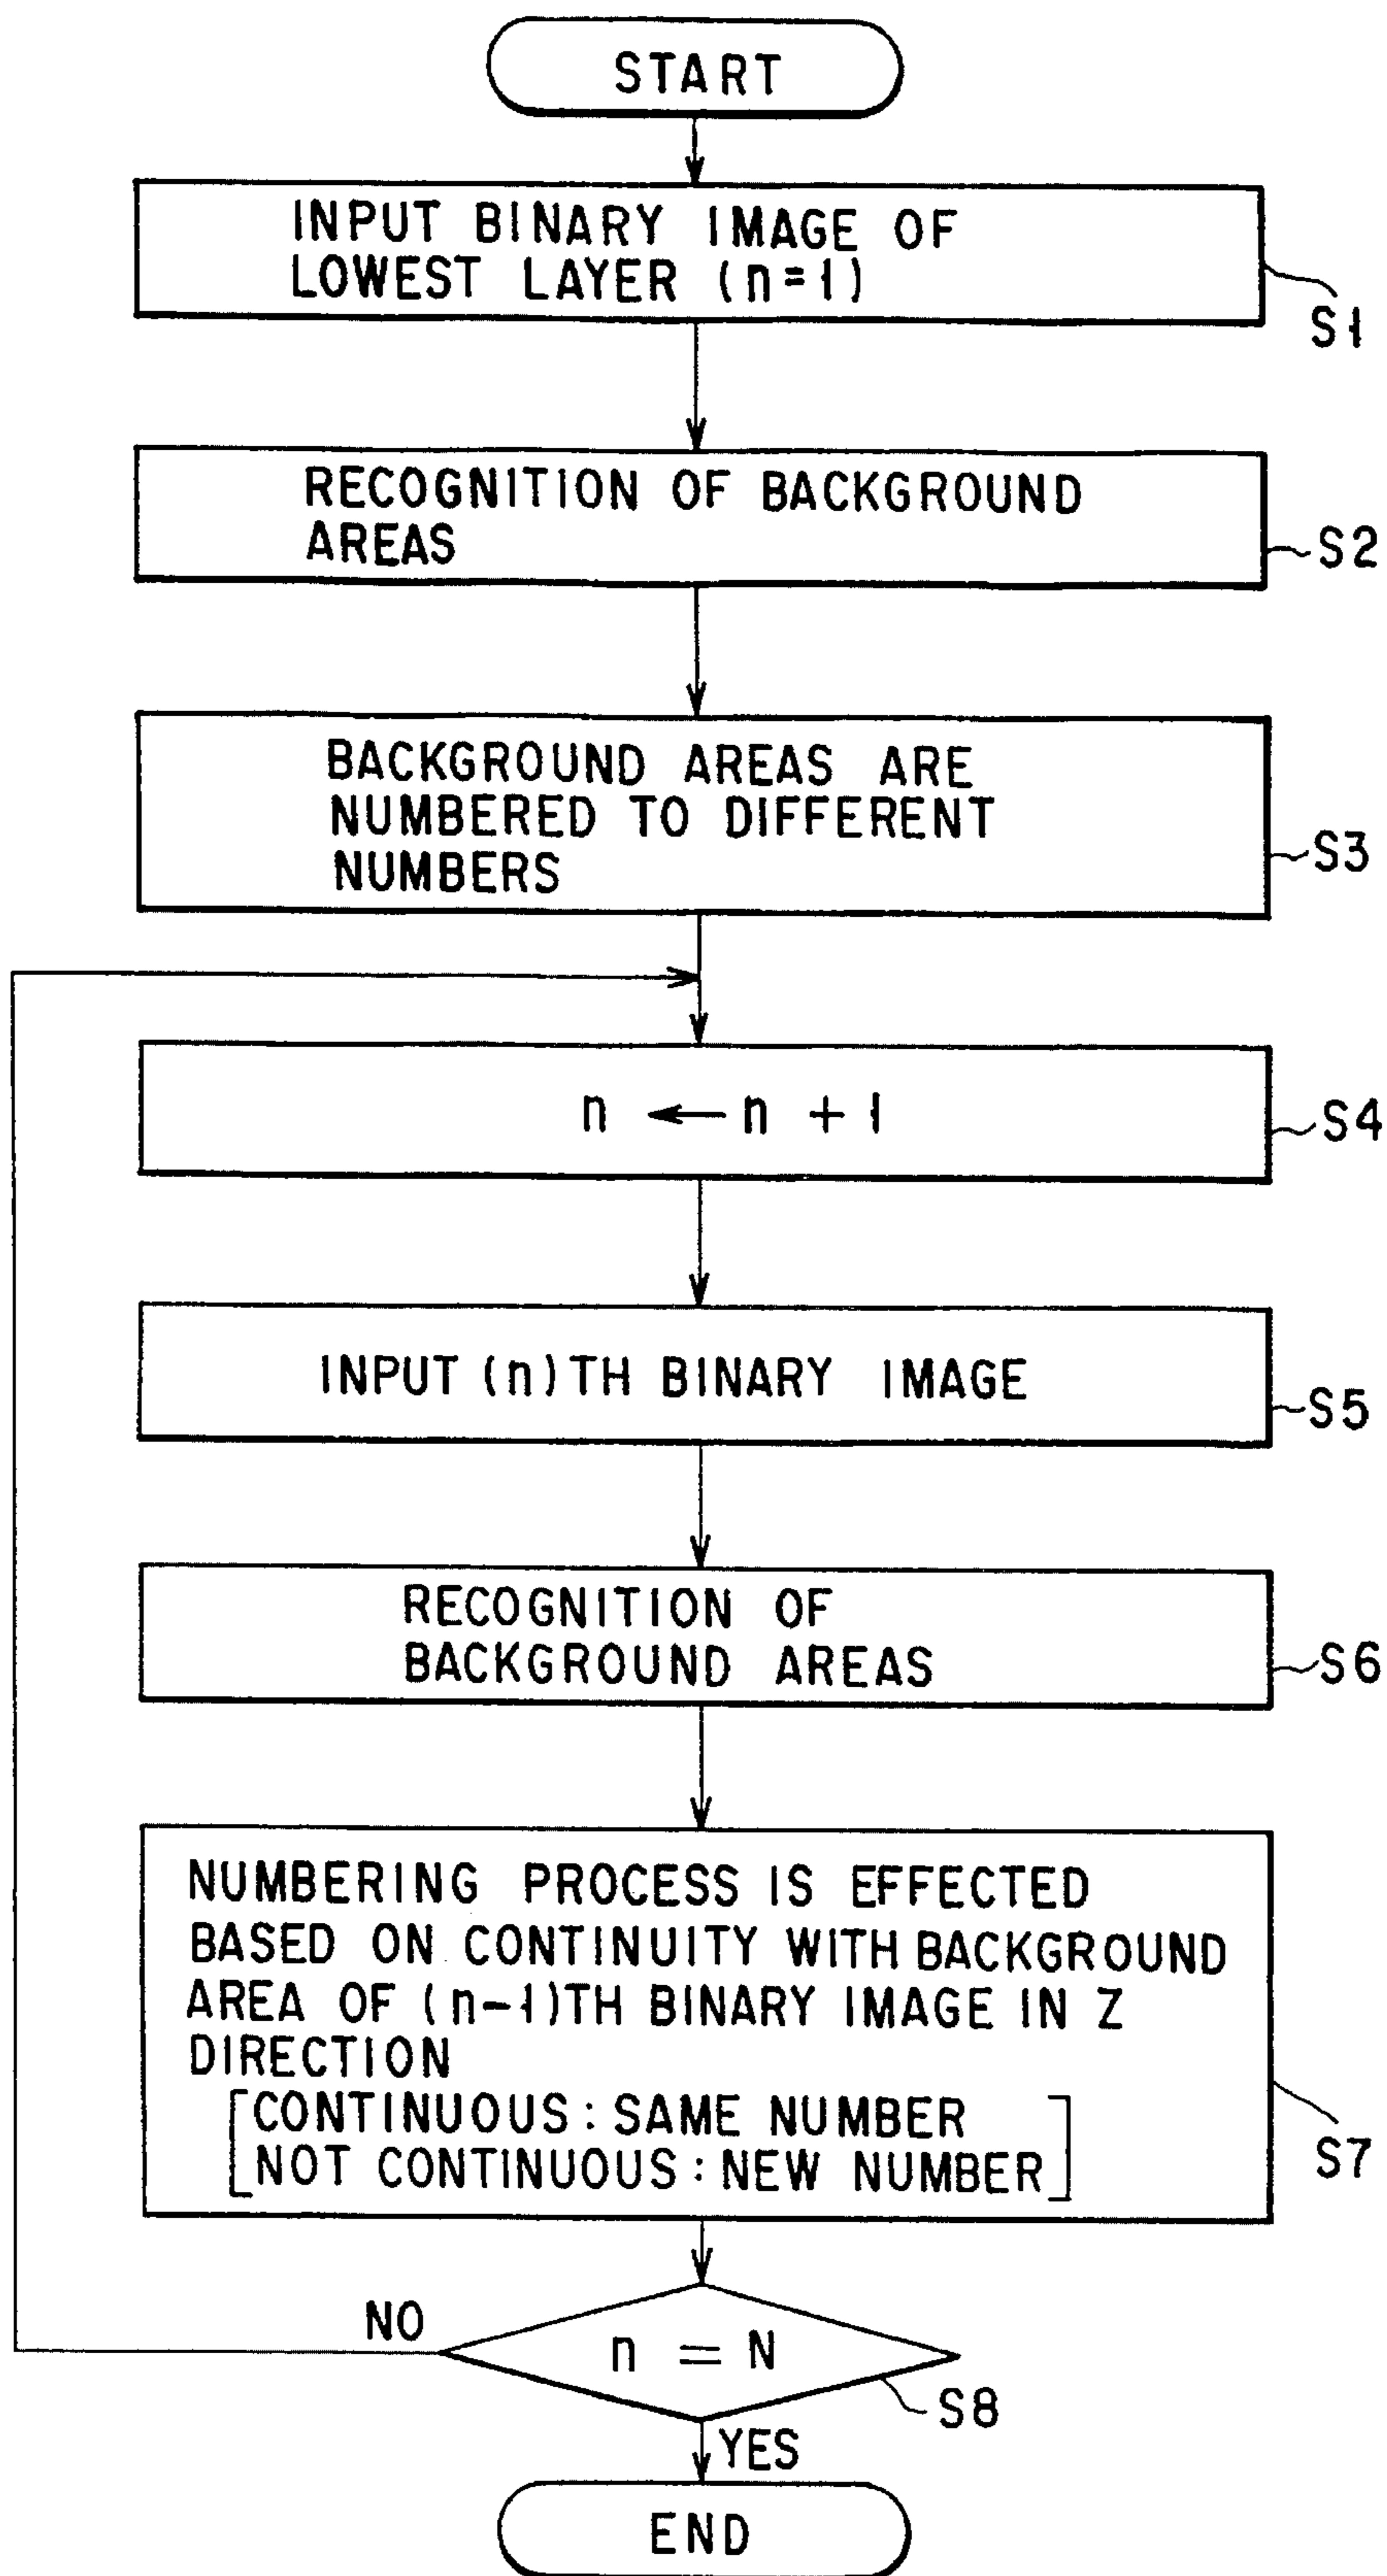 START
INPUT BINARY IMAGE OF
LOWEST LAYER (n=1)
S1
RECOGNITION OF BACKGROUND
AREAS
S2
BACKGROUND AREAS ARE
NUMBERED TO DIFFERENT
NUMBERS
S3
n ← n + 1
S4
INPUT (n)TH BINARY IMAGE
S5
RECOGNITION OF
BACKGROUND AREAS
S6
NUMBERING PROCESS IS EFFECTED
BASED ON CONTINUITY WITH BACKGROUND
AREA OF (n-1)TH BINARY IMAGE IN Z
DIRECTION
[CONTINUOUS : SAME NUMBER
NOT CONTINUOUS : NEW NUMBER]
S7
NO
n = N
S8
YES
END